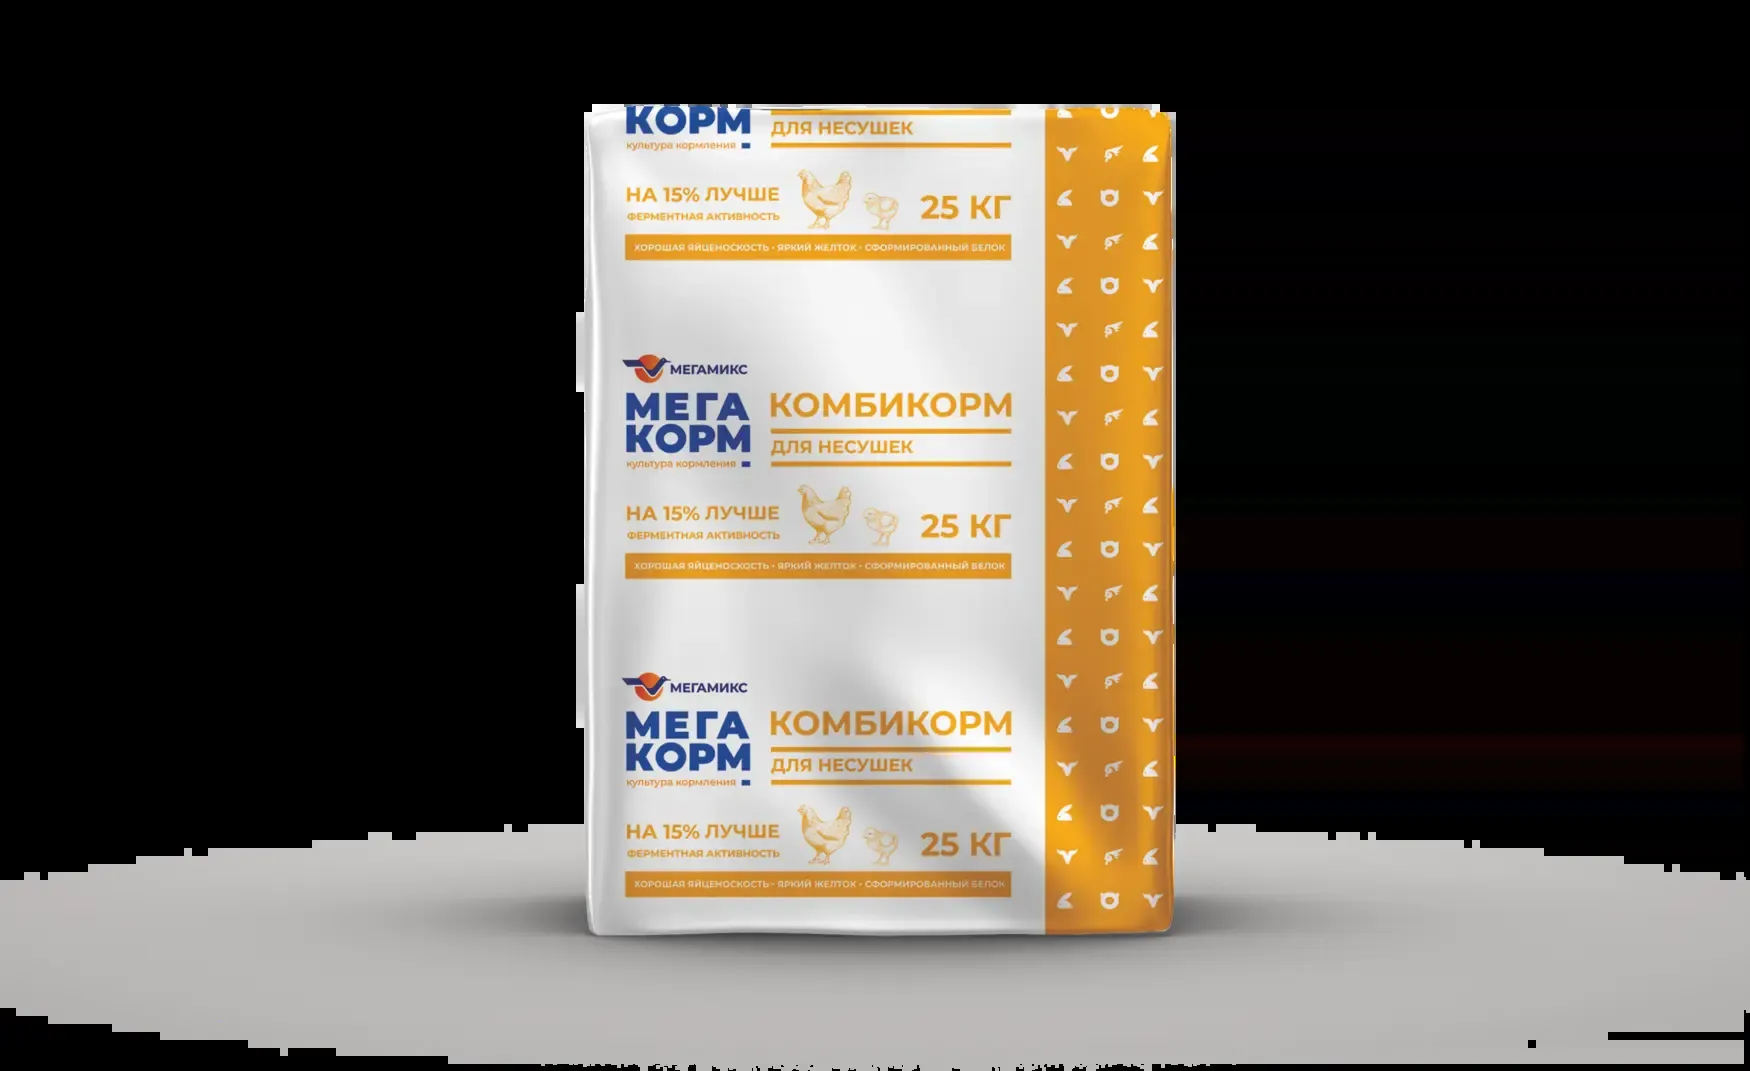 КОРМ
ДЛЯ НЕСУШЕК
культура кормления
НА 15% ЛУЧШЕ
ФЕРМЕНТНАЯ АКТИВНОСТЬ
25 КГ
ХОРОШАЯ ЯЙЦЕНОСКОСТЬ • ЯРКИЙ ЖЕЛТОК • СФОРМИРОВАННЫЙ БЕЛОК
МЕГАМИКС
МЕГА
КОРМ
культура кормления
КОМБИКОРМ
ДЛЯ НЕСУШЕК
НА 15% ЛУЧШЕ
ФЕРМЕНТНАЯ АКТИВНОСТЬ
25 КГ
ХОРОШАЯ ЯЙЦЕНОСКОСТЬ • ЯРКИЙ ЖЕЛТОК • СФОРМИРОВАННЫЙ БЕЛОК
МЕГАМИКС
МЕГА
КОРМ
культура кормления
КОМБИКОРМ
ДЛЯ НЕСУШЕК
НА 15% ЛУЧШЕ
ФЕРМЕНТНАЯ АКТИВНОСТЬ
25 КГ
ХОРОШАЯ ЯЙЦЕНОСКОСТЬ • ЯРКИЙ ЖЕЛТОК • СФОРМИРОВАННЫЙ БЕЛОК